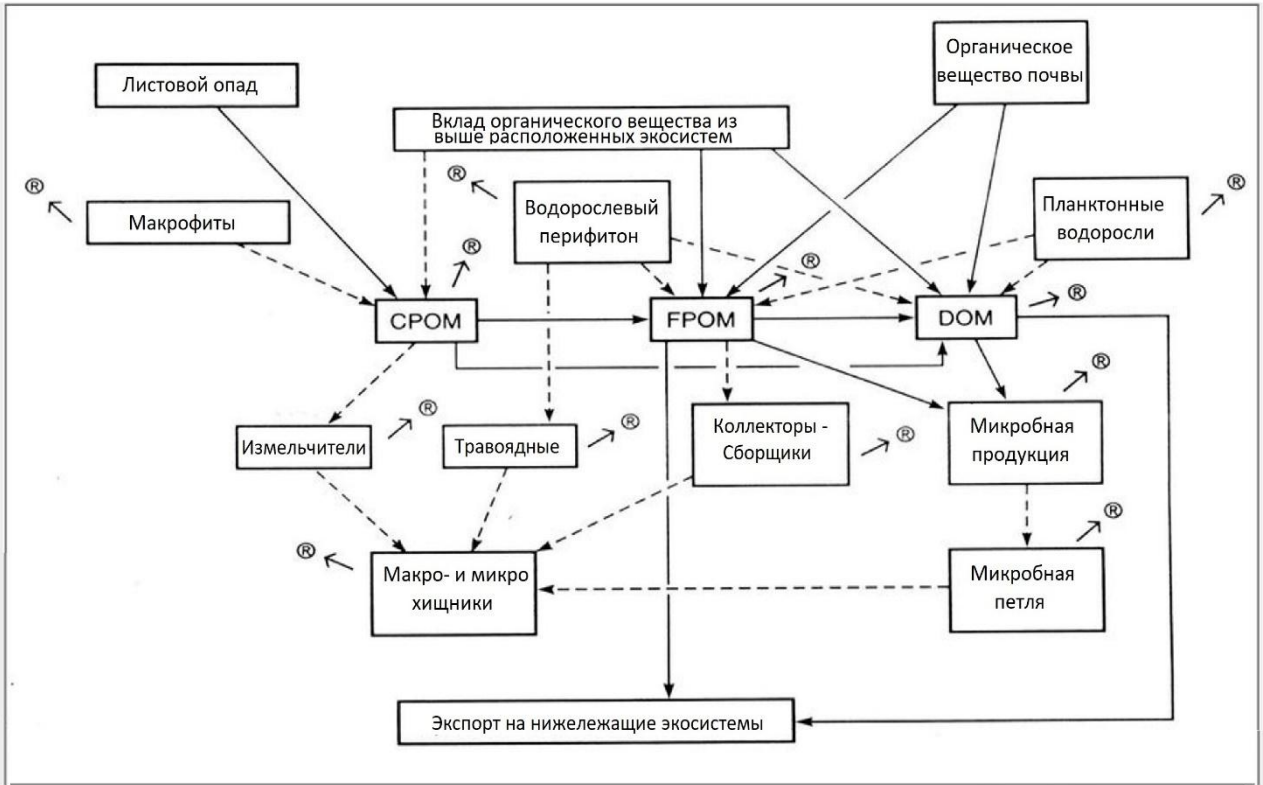 Листовой опад
Органическое
вещество почвы
Вклад органического вещества из
выше расположенных экосистем
®
®
®
Макрофиты
Водорослевый
перифитон
Планктонные
водоросли
®
®
®
CPOM
FPOM
DOM
®
®
®
®
Измельчители
Травоядные
Коллекторы -
Сборщики
Микробная
продукция
®
®
Макро- и микро
хищники
Микробная
петля
Экспорт на нижележащие экосистемы